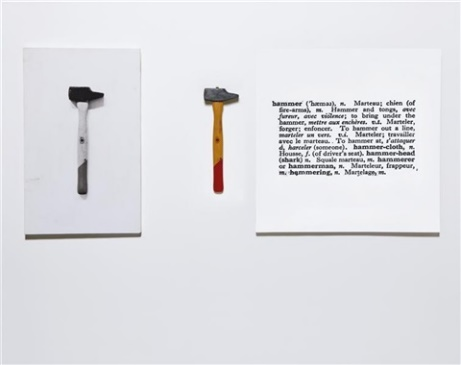 hammer ('hæmə), n. Marteau; chien (of
fire-arms), m. Hammer and tongs, avec
fureur, avec violence; to bring under the
hammer, mettre aux enchères. v.t. Marteler,
forger; enfoncer. To hammer out a line,
marteler un vers. v.i. Marteler; travailler
avec le marteau. To hammer at, s'attaquer
à, harceler (someone). hammer-cloth, n.
Housse, f. (of driver's seat). hammer-head
(shark) n. Squale marteau, m. hammerer
or hammerman, n. Marteleur, frappeur,
m. hammering, n. Martelage, m.